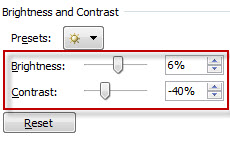 Brightness and Contrast
Presets:
Brightness: 6%
Contrast: -40%
Reset